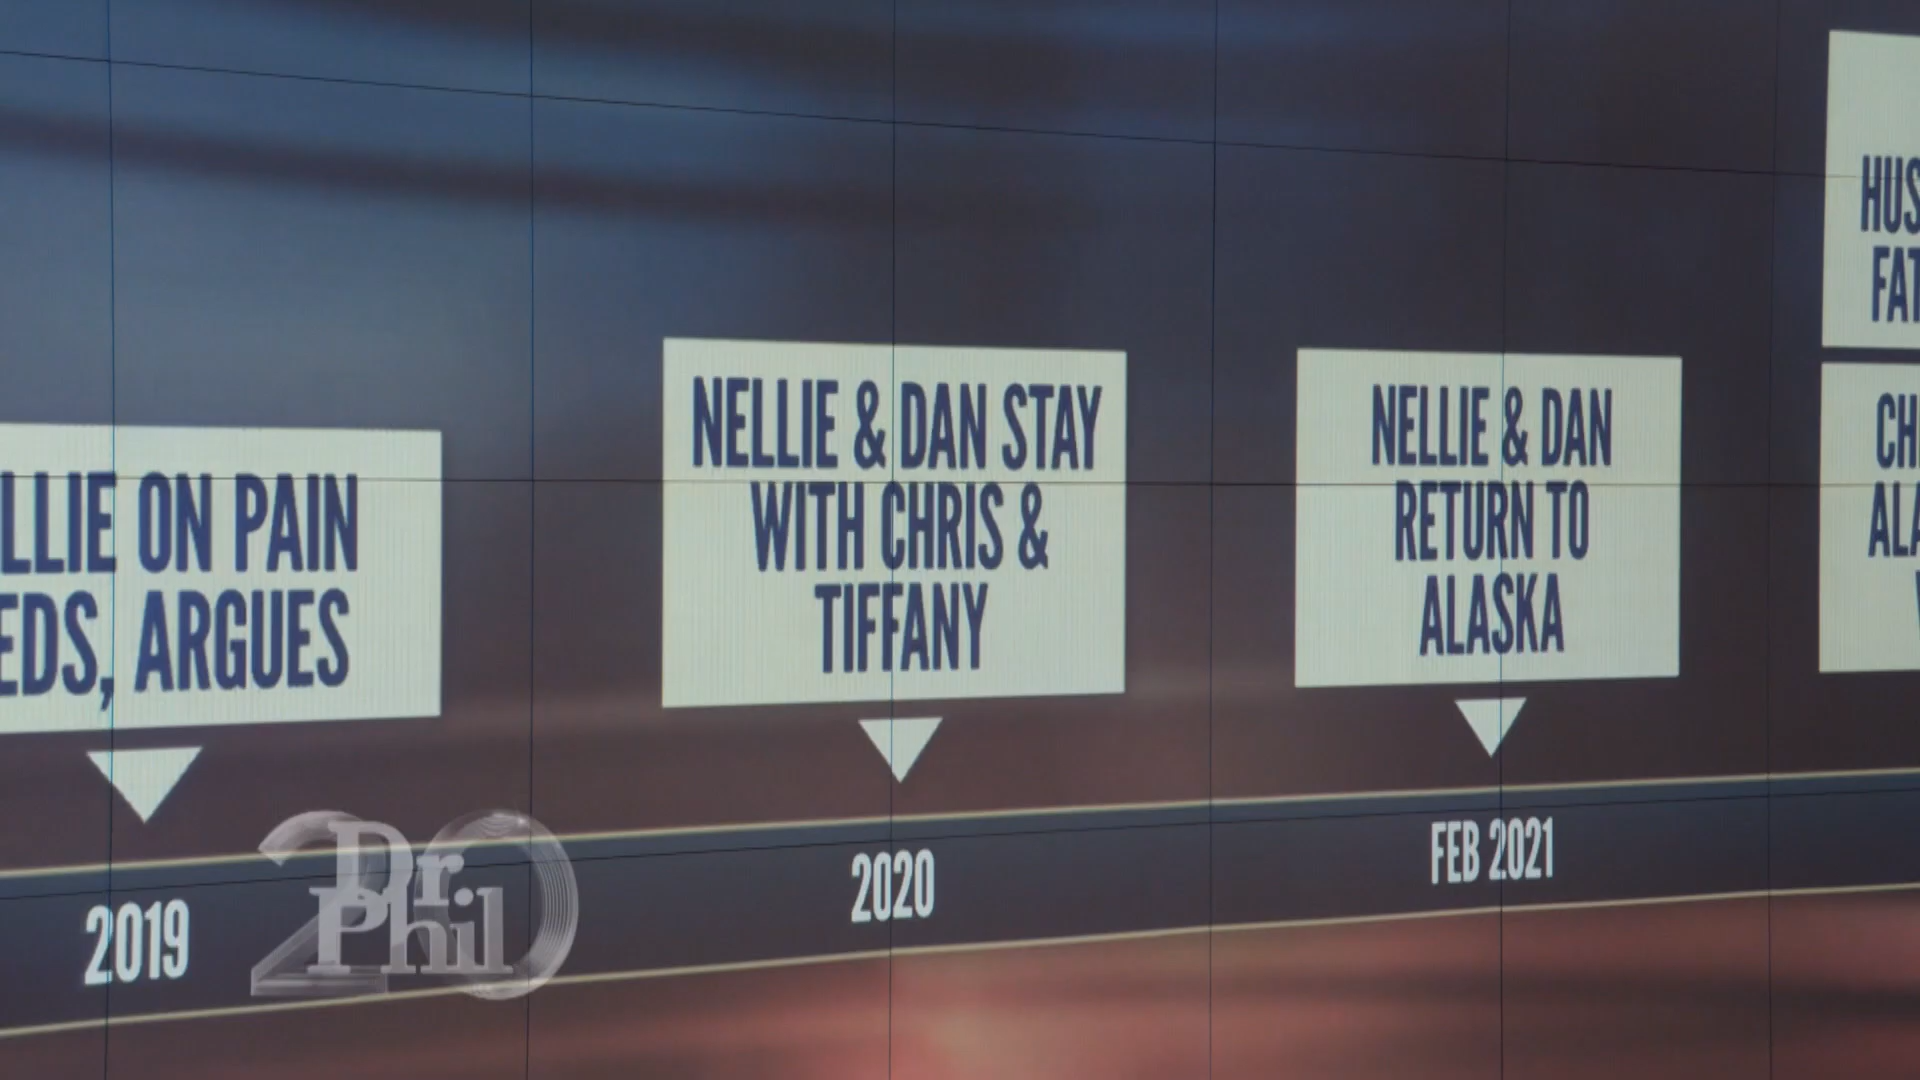 LLIE ON PAIN
EDS, ARGUES
2019
NELLIE & DAN STAY
WITH CHRIS &
TIFFANY
2020
NELLIE & DAN
RETURN TO
ALASKA
FEB 2021
HUS
FAT
CH
ALA
20
Dr.
Phil